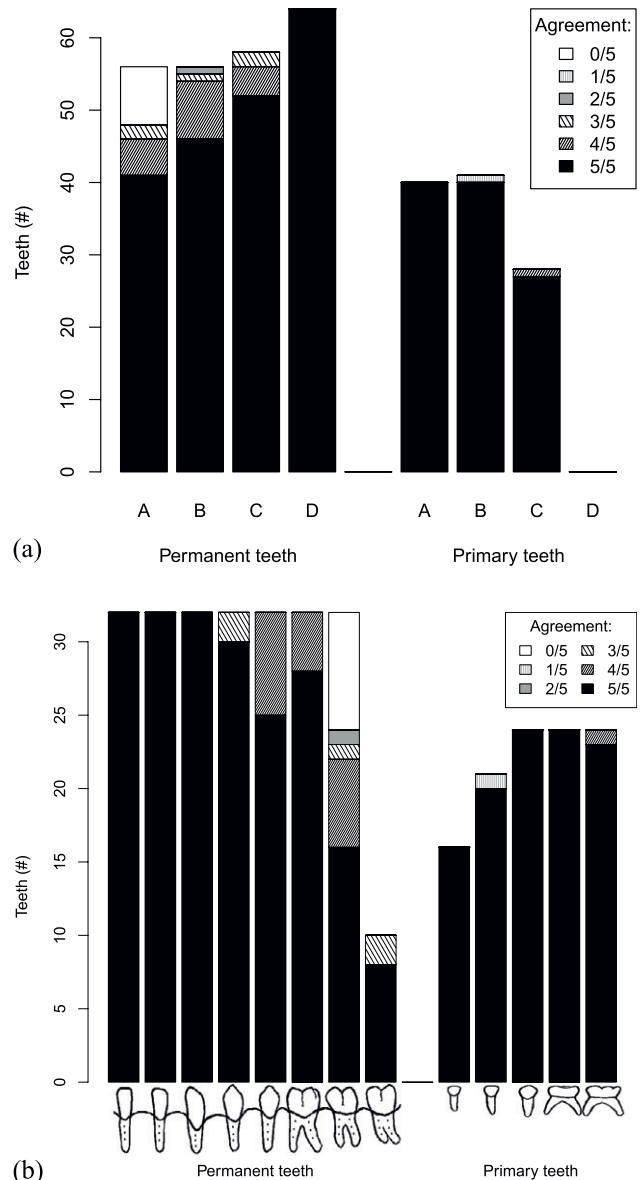 Agreement:
0/5
1/5
2/5
3/5
4/5
5/5
Teeth (#)
60
50
40
30
20
10
0
A B C D A B C D
(a)
Permanent teeth Primary teeth
Agreement:
0/5 3/5
1/5 4/5
2/5 5/5
Teeth (#)
30
25
20
15
10
5
0
(b)
Permanent teeth Primary teeth